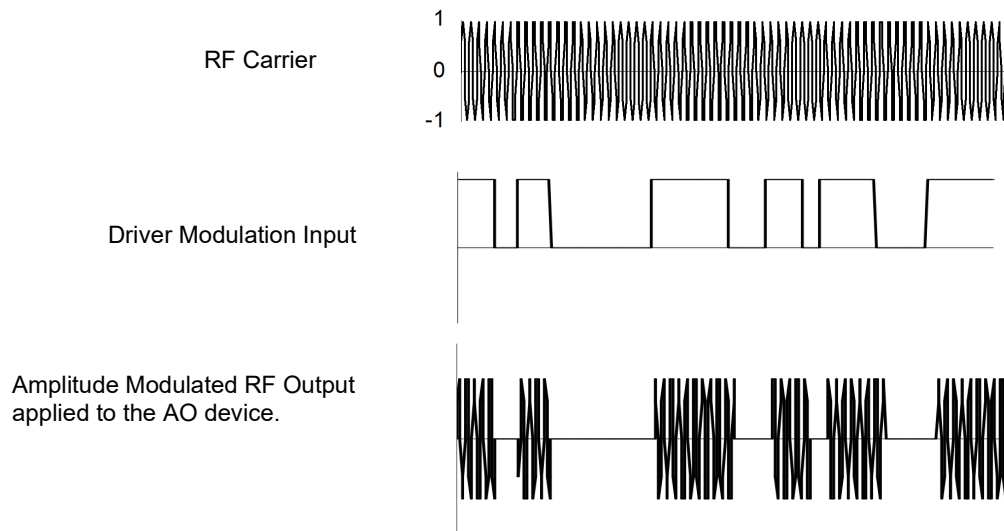 1
RF Carrier
0
-1
Driver Modulation Input
Amplitude Modulated RF Output
applied to the AO device.